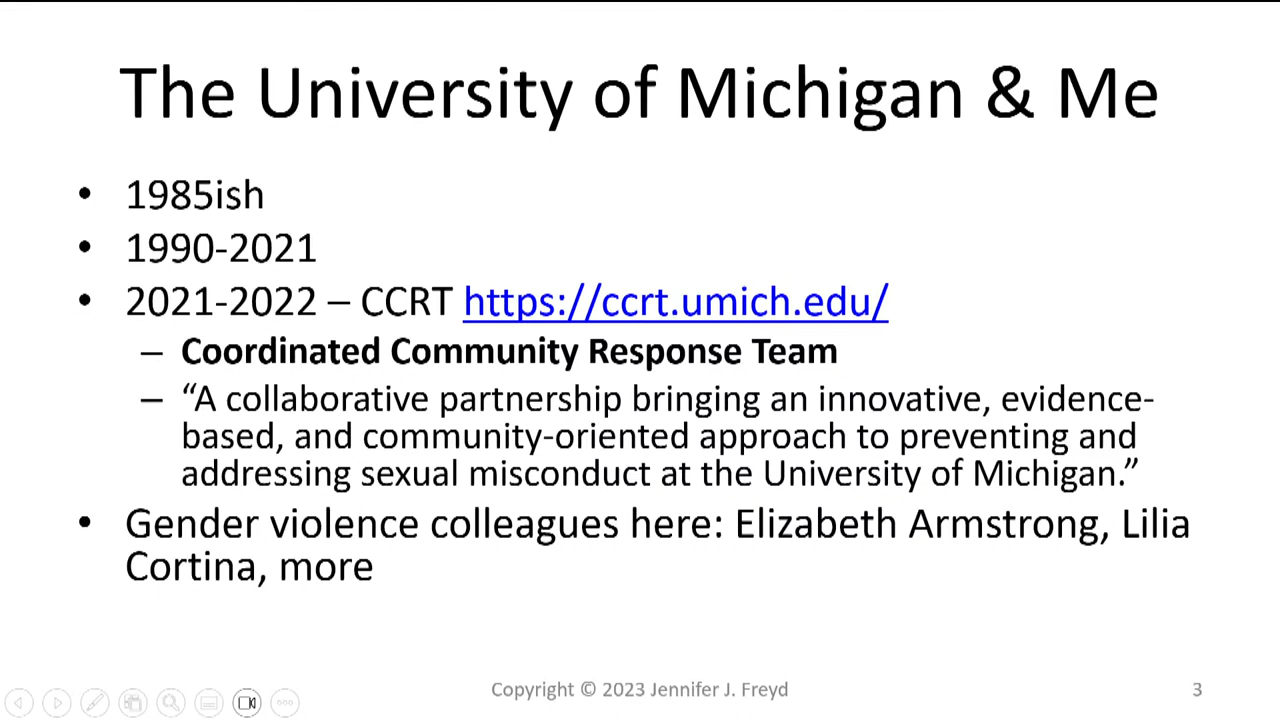 The University of Michigan & Me
• 1985ish
• 1990-2021
• 2021-2022 – CCRT https://ccrt.umich.edu/
– Coordinated Community Response Team
– “A collaborative partnership bringing an innovative, evidence-
based, and community-oriented approach to preventing and
addressing sexual misconduct at the University of Michigan.”
• Gender violence colleagues here: Elizabeth Armstrong, Lilia
Cortina, more
Copyright © 2023 Jennifer J. Freyd
3